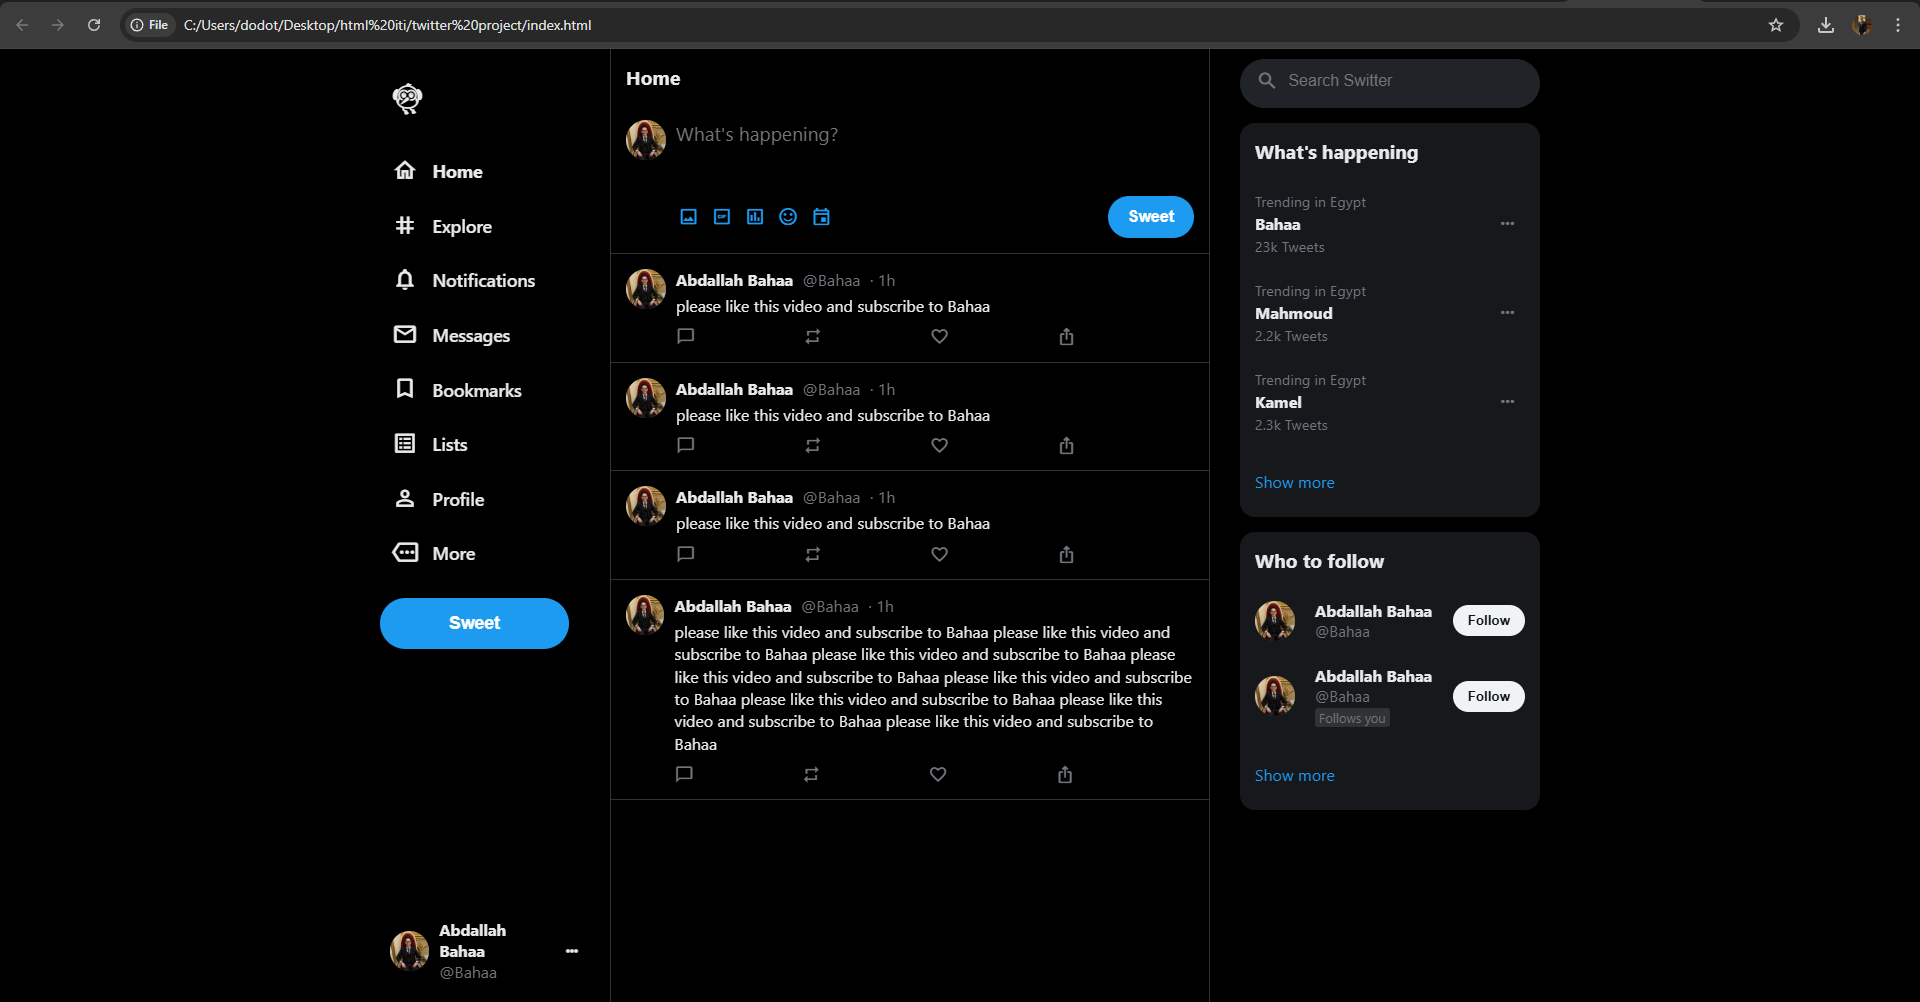 File C:/Users/dodot/Desktop/html%20iti/twitter%20project/index.html
Home
Explore
Notifications
Messages
Bookmarks
Lists
Profile
More
Sweet
Abdallah
Bahaa
@Bahaa
Home
What's happening?
GIF
Sweet
Abdallah Bahaa @Bahaa · 1h
please like this video and subscribe to Bahaa
Abdallah Bahaa @Bahaa · 1h
please like this video and subscribe to Bahaa
Abdallah Bahaa @Bahaa · 1h
please like this video and subscribe to Bahaa
Abdallah Bahaa @Bahaa · 1h
please like this video and subscribe to Bahaa please like this video and
subscribe to Bahaa please like this video and subscribe to Bahaa please
like this video and subscribe to Bahaa please like this video and subscribe
to Bahaa please like this video and subscribe to Bahaa please like this
video and subscribe to Bahaa please like this video and subscribe to
Bahaa
Search Switter
What's happening
Trending in Egypt
Bahaa
23k Tweets
Trending in Egypt
Mahmoud
2.2k Tweets
Trending in Egypt
Kamel
2.3k Tweets
Show more
Who to follow
Abdallah Bahaa
@Bahaa
Follow
Abdallah Bahaa
@Bahaa
Follows you
Follow
Show more